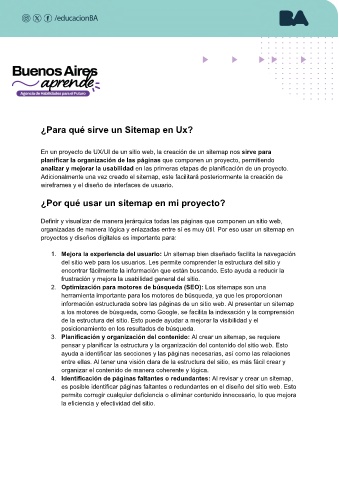 /educacionBA
BA
Buenos Aires
aprende
Agencia de Habilidades para el Futuro
¿Para qué sirve un Sitemap en Ux?
En un proyecto de UX/UI de un sitio web, la creación de un sitemap nos sirve para
planificar la organización de las páginas que componen un proyecto, permitiendo
analizar y mejorar la usabilidad en las primeras etapas de planificación de un proyecto.
Adicionalmente una vez creado el sitemap, este facilitará posteriormente la creación de
wireframes y el diseño de interfaces de usuario.
¿Por qué usar un sitemap en mi proyecto?
Definir y visualizar de manera jerárquica todas las páginas que componen un sitio web,
organizadas de manera lógica y enlazadas entre sí es muy útil. Por eso usar un sitemap en
proyectos y diseños digitales es importante para:
1. Mejora la experiencia del usuario: Un sitemap bien diseñado facilita la navegación
del sitio web para los usuarios. Les permite comprender la estructura del sitio y
encontrar fácilmente la información que están buscando. Esto ayuda a reducir la
frustración y mejora la usabilidad general del sitio.
2. Optimización para motores de búsqueda (SEO): Los sitemaps son una
herramienta importante para los motores de búsqueda, ya que les proporcionan
información estructurada sobre las páginas de un sitio web. Al presentar un sitemap
a los motores de búsqueda, como Google, se facilita la indexación y la comprensión
de la estructura del sitio. Esto puede ayudar a mejorar la visibilidad y el
posicionamiento en los resultados de búsqueda.
3. Planificación y organización del contenido: Al crear un sitemap, se requiere
pensar y planificar la estructura y la organización del contenido del sitio web. Esto
ayuda a identificar las secciones y las páginas necesarias, así como las relaciones
entre ellas. Al tener una visión clara de la estructura del sitio, es más fácil crear y
organizar el contenido de manera coherente y lógica.
4. Identificación de páginas faltantes o redundantes: Al revisar y crear un sitemap,
es posible identificar páginas faltantes o redundantes en el diseño del sitio web. Esto
permite corregir cualquier deficiencia o eliminar contenido innecesario, lo que mejora
la eficiencia y efectividad del sitio.